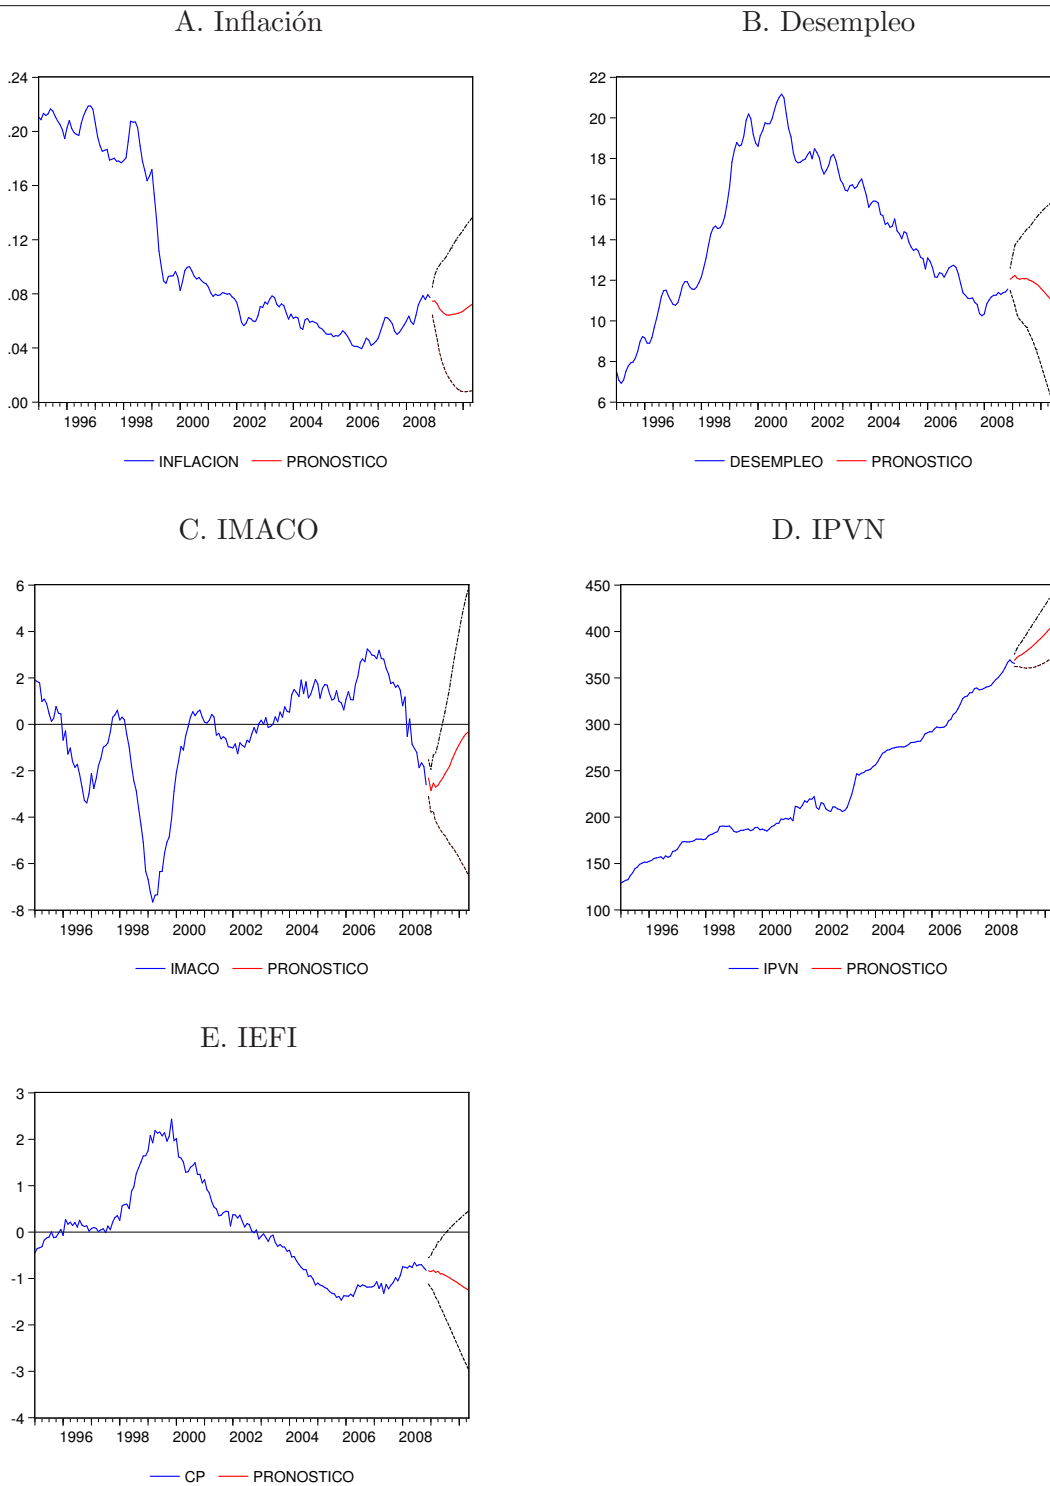 A. Inflación
B. Desempleo
.24
.20
.16
.12
.08
.04
.00
1996 1998 2000 2002 2004 2006 2008
INFLACION PRONOSTICO
22
20
18
16
14
12
10
8
6
1996 1998 2000 2002 2004 2006 2008
DESEMPLEO PRONOSTICO
C. IMACO
D. IPVN
6
4
2
0
-2
-4
-6
-8
1996 1998 2000 2002 2004 2006 2008
IMACO PRONOSTICO
450
400
350
300
250
200
150
100
1996 1998 2000 2002 2004 2006 2008
IPVN PRONOSTICO
E. IEFI
3
2
1
0
-1
-2
-3
-4
1996 1998 2000 2002 2004 2006 2008
CP PRONOSTICO